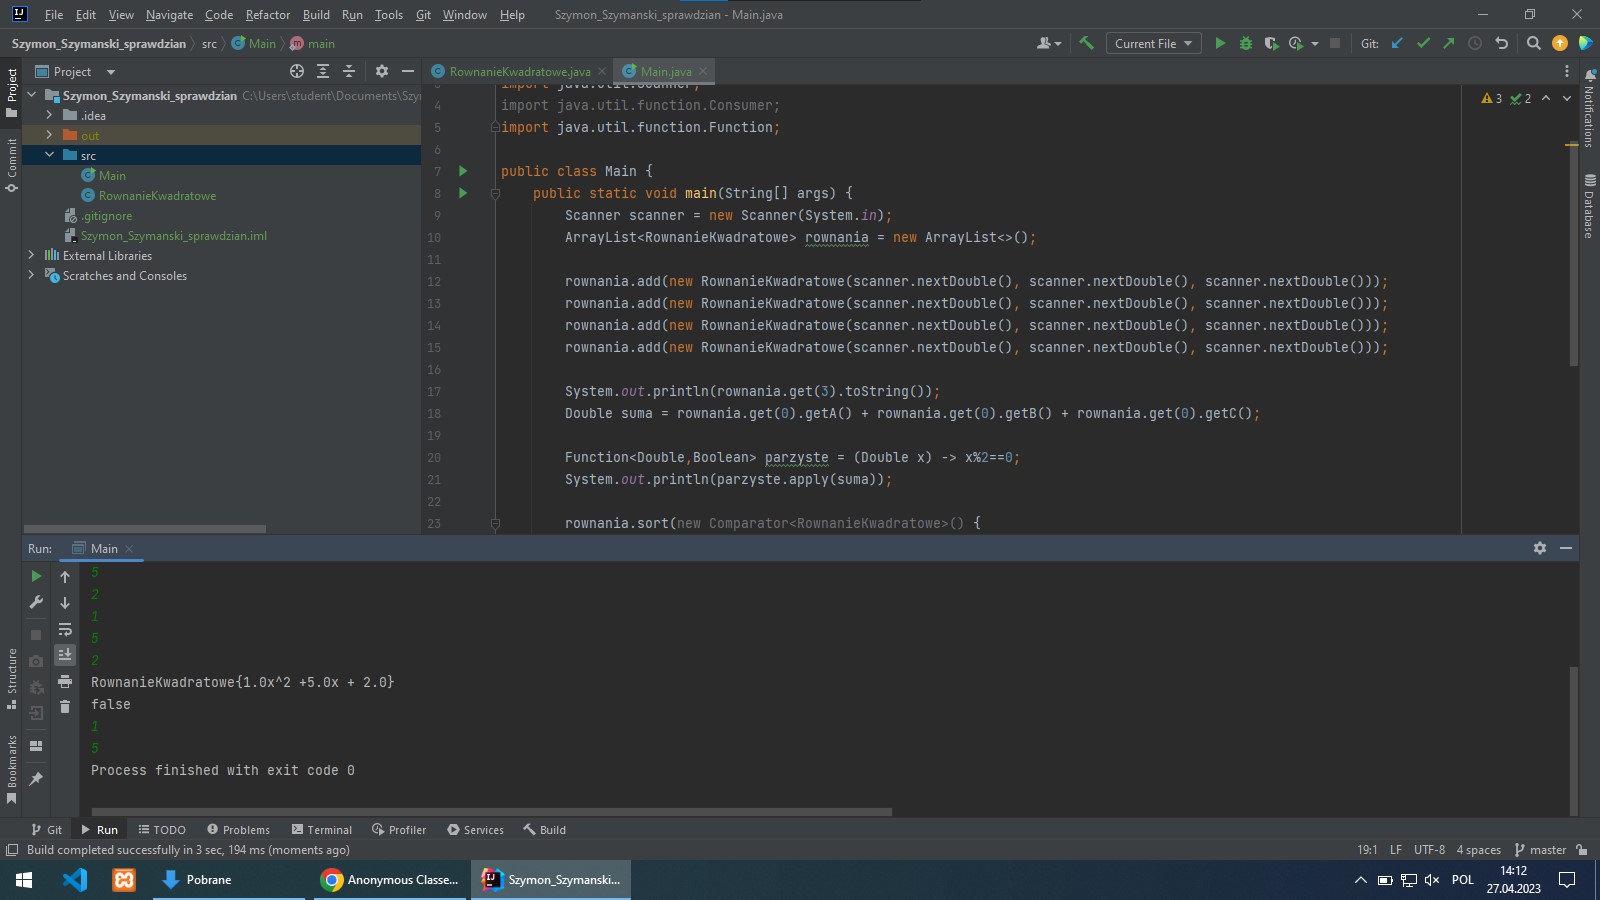 File Edit View Navigate Code Refactor Build Run Tools Git Window Help Szymon_Szymanski_sprawdzian - Main.java
Szymon_Szymanski_sprawdzian src Main main Current File Git:
Project
RownanieKwadratowe.java Main.java
Szymon_Szymanski_sprawdzian C:\Users\student\Documents\Szy
.idea
out
src
Main
RownanieKwadratowe
.gitignore
Szymon_Szymanski_sprawdzian.iml
External Libraries
Scratches and Consoles
Project
Commit
Structure
Bookmarks
3 2
3 import java.util.Scanner;
4 import java.util.function.Consumer;
5 import java.util.function.Function;
6
7 public class Main {
8 public static void main(String[] args) {
9 Scanner scanner = new Scanner(System.in);
10 ArrayList<RownanieKwadratowe> rownania = new ArrayList<>();
11
12 rownania.add(new RownanieKwadratowe(scanner.nextDouble(), scanner.nextDouble(), scanner.nextDouble()));
13 rownania.add(new RownanieKwadratowe(scanner.nextDouble(), scanner.nextDouble(), scanner.nextDouble()));
14 rownania.add(new RownanieKwadratowe(scanner.nextDouble(), scanner.nextDouble(), scanner.nextDouble()));
15 rownania.add(new RownanieKwadratowe(scanner.nextDouble(), scanner.nextDouble(), scanner.nextDouble()));
16
17 System.out.println(rownania.get(3).toString());
18 Double suma = rownania.get(0).getA() + rownania.get(0).getB() + rownania.get(0).getC();
19
20 Function<Double,Boolean> parzyste = (Double x) -> x%2==0;
21 System.out.println(parzyste.apply(suma));
22
23 rownania.sort(new Comparator<RownanieKwadratowe>() {
Notifications
Database
Run: Main
5
2
1
5
2
RownanieKwadratowe{1.0x^2 +5.0x + 2.0}
false
1
5
Process finished with exit code 0
Git Run TODO Problems Terminal Profiler Services Build
Build completed successfully in 3 sec, 194 ms (moments ago) 19:1 LF UTF-8 4 spaces master
Pobrane Anonymous Classe... Szymon_Szymanski... POL 14:12
27.04.2023